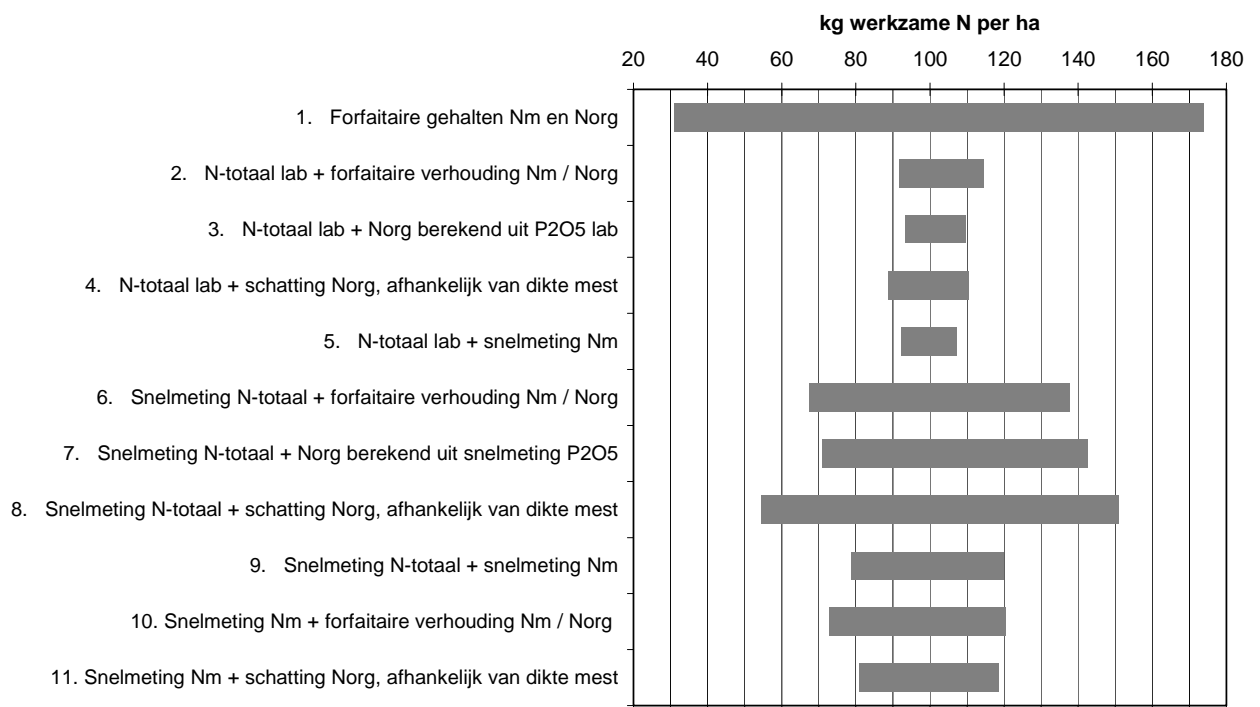 kg werkzame N per ha
20 40 60 80 100 120 140 160 180
1. Forfaitaire gehalten Nm en Norg
2. N-totaal lab + forfaitaire verhouding Nm / Norg
3. N-totaal lab + Norg berekend uit P2O5 lab
4. N-totaal lab + schatting Norg, afhankelijk van dikte mest
5. N-totaal lab + snelmeting Nm
6. Snelmeting N-totaal + forfaitaire verhouding Nm / Norg
7. Snelmeting N-totaal + Norg berekend uit snelmeting P2O5
8. Snelmeting N-totaal + schatting Norg, afhankelijk van dikte mest
9. Snelmeting N-totaal + snelmeting Nm
10. Snelmeting Nm + forfaitaire verhouding Nm / Norg
11. Snelmeting Nm + schatting Norg, afhankelijk van dikte mest